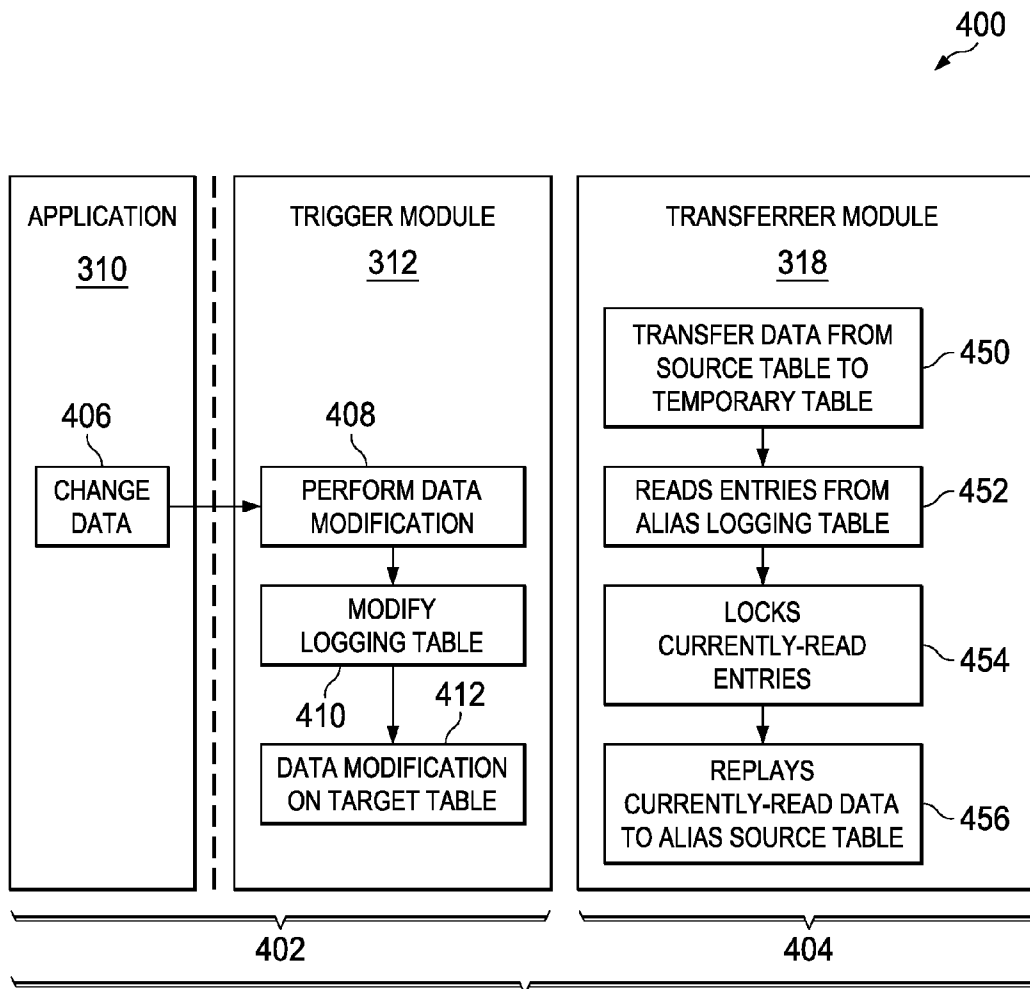 400
APPLICATION
310
406
CHANGE
DATA
TRIGGER MODULE
312
408
PERFORM DATA
MODIFICATION
MODIFY
LOGGING TABLE
410
412
DATA MODIFICATION
ON TARGET TABLE
TRANSFERRER MODULE
318
TRANSFER DATA FROM
SOURCE TABLE TO
TEMPORARY TABLE
450
READS ENTRIES FROM
ALIAS LOGGING TABLE
452
LOCKS
CURRENTLY-READ
ENTRIES
454
REPLAYS
CURRENTLY-READ DATA
TO ALIAS SOURCE TABLE
456
402
404